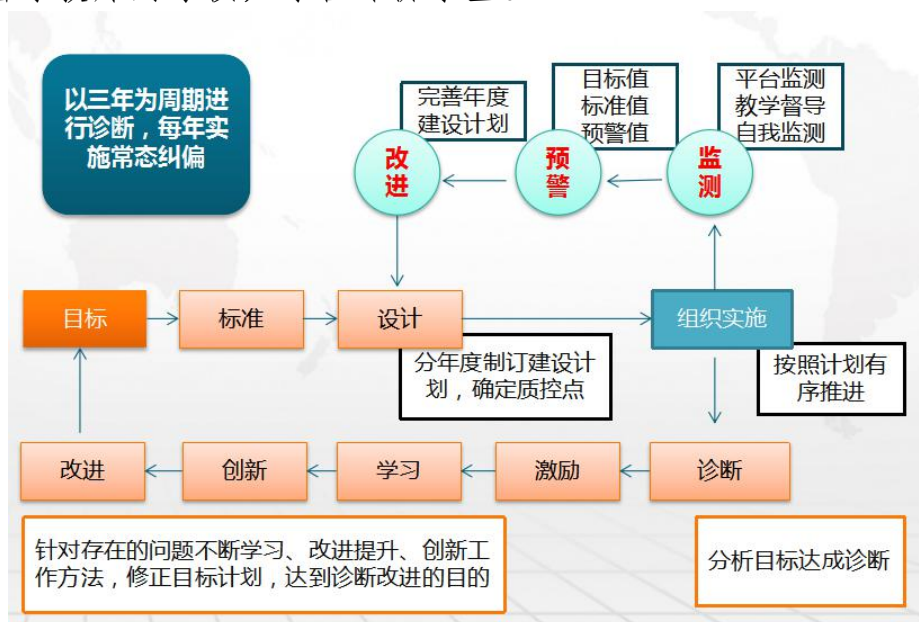 以三年为周期进
行诊断，每年实
施常态纠偏
完善年度
建设计划
目标值
标准值
预警值
平台监测
教学督导
自我监测
改
进
预
警
监
测
目标
标准
设计
组织实施
分年度制订建设计
划，确定质控点
按照计划有
序推进
改进
创新
学习
激励
诊断
针对存在的问题不断学习、改进提升、创新工
作方法，修正目标计划，达到诊断改进的目的
分析目标达成诊断